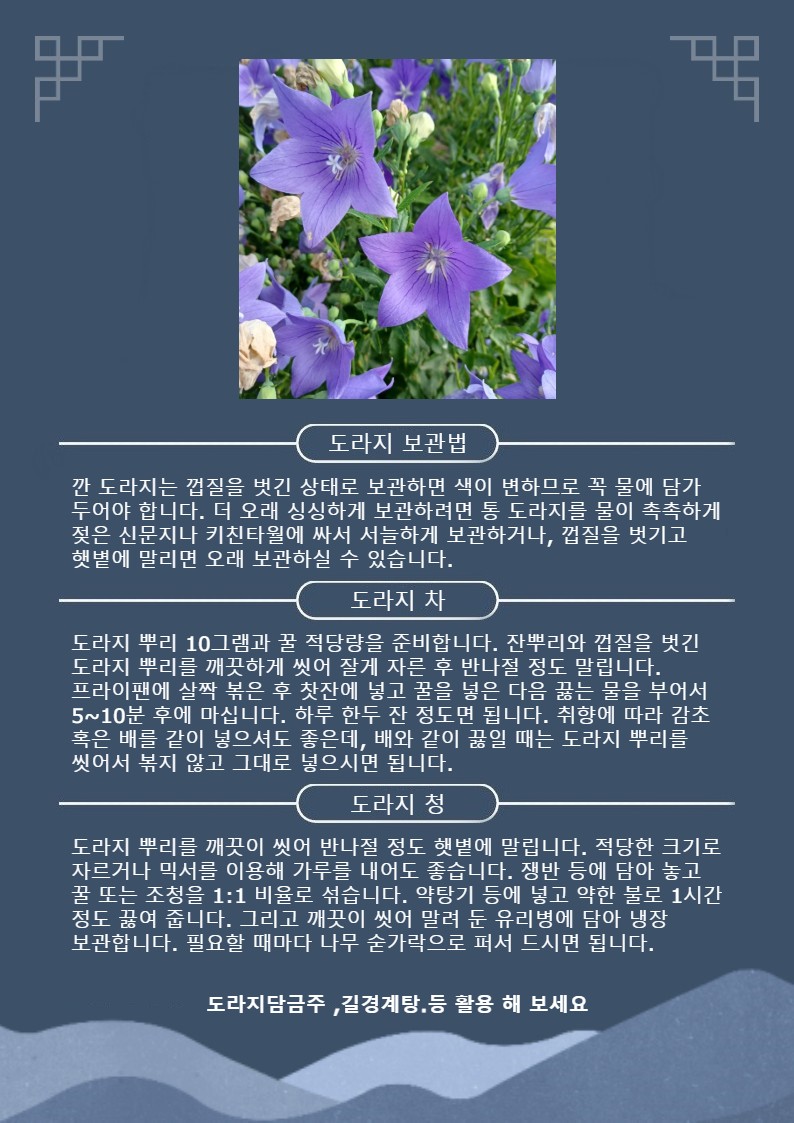 도라지 보관법
깐 도라지는 껍질을 벗긴 상태로 보관하면 색이 변하므로 꼭 물에 담가
두어야 합니다. 더 오래 싱싱하게 보관하려면 통 도라지를 물이 촉촉하게
젖은 신문지나 키친타월에 싸서 서늘하게 보관하거나, 껍질을 벗기고
햇볕에 말리면 오래 보관하실 수 있습니다.
도라지 차
도라지 뿌리 10그램과 꿀 적당량을 준비합니다. 잔뿌리와 껍질을 벗긴
도라지 뿌리를 깨끗하게 씻어 잘게 자른 후 반나절 정도 말립니다.
프라이팬에 살짝 볶은 후 찻잔에 넣고 꿀을 넣은 다음 끓는 물을 부어서
5~10분 후에 마십니다. 하루 한두 잔 정도면 됩니다. 취향에 따라 감초
혹은 배를 같이 넣으셔도 좋은데, 배와 같이 끓일 때는 도라지 뿌리를
씻어서 볶지 않고 그대로 넣으시면 됩니다.
도라지 청
도라지 뿌리를 깨끗이 씻어 반나절 정도 햇볕에 말립니다. 적당한 크기로
자르거나 믹서를 이용해 가루를 내어도 좋습니다. 쟁반 등에 담아 놓고
꿀 또는 조청을 1:1 비율로 섞습니다. 약탕기 등에 넣고 약한 불로 1시간
정도 끓여 줍니다. 그리고 깨끗이 씻어 말려 둔 유리병에 담아 냉장
보관합니다. 필요할 때마다 나무 숟가락으로 퍼서 드시면 됩니다.
도라지담금주 ,길경계탕.등 활용 해 보세요